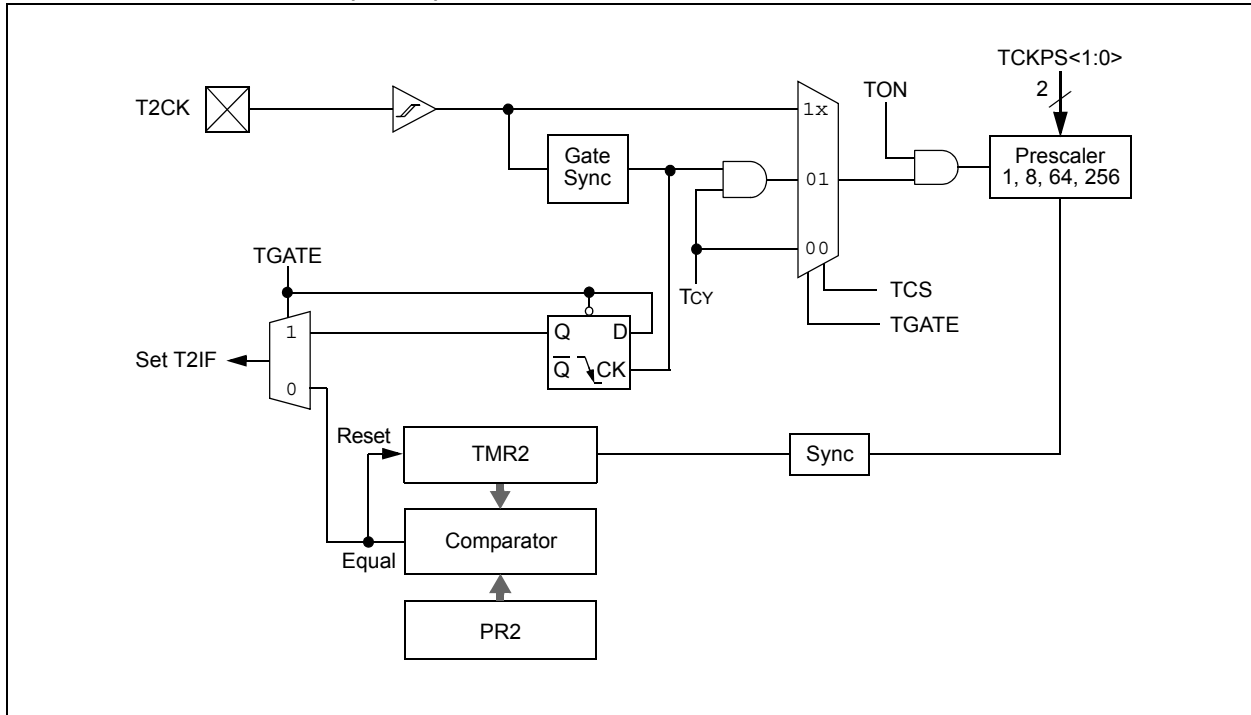 TCKPS<1:0>
2
T2CK
1x
TON
Gate
Sync
Prescaler
1, 8, 64, 256
01
00
TGATE
TCY
TCS
TGATE
1
Q
D
Set T2IF
Q
CK
0
Reset
TMR2
Sync
Equal
Comparator
PR2